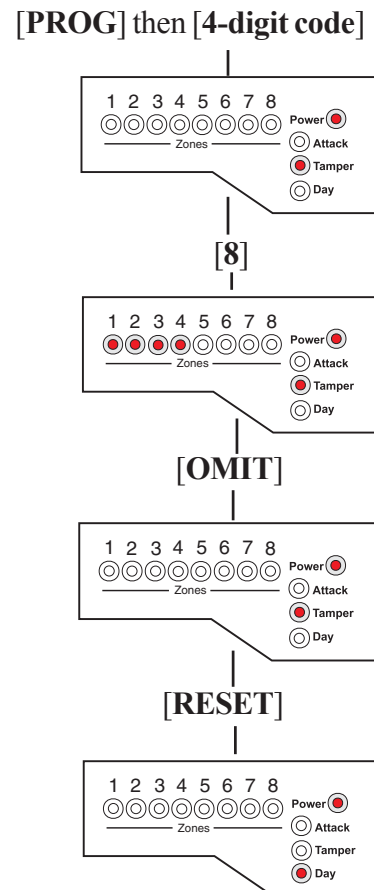 [PROG] then [4-digit code]
1 2 3 4 5 6 7 8
Power
Attack
Zones
Tamper
Day
[8]
1 2 3 4 5 6 7 8
Power
Attack
Zones
Tamper
Day
[OMIT]
1 2 3 4 5 6 7 8
Power
Attack
Zones
Tamper
Day
[RESET]
1 2 3 4 5 6 7 8
Power
Attack
Zones
Tamper
Day